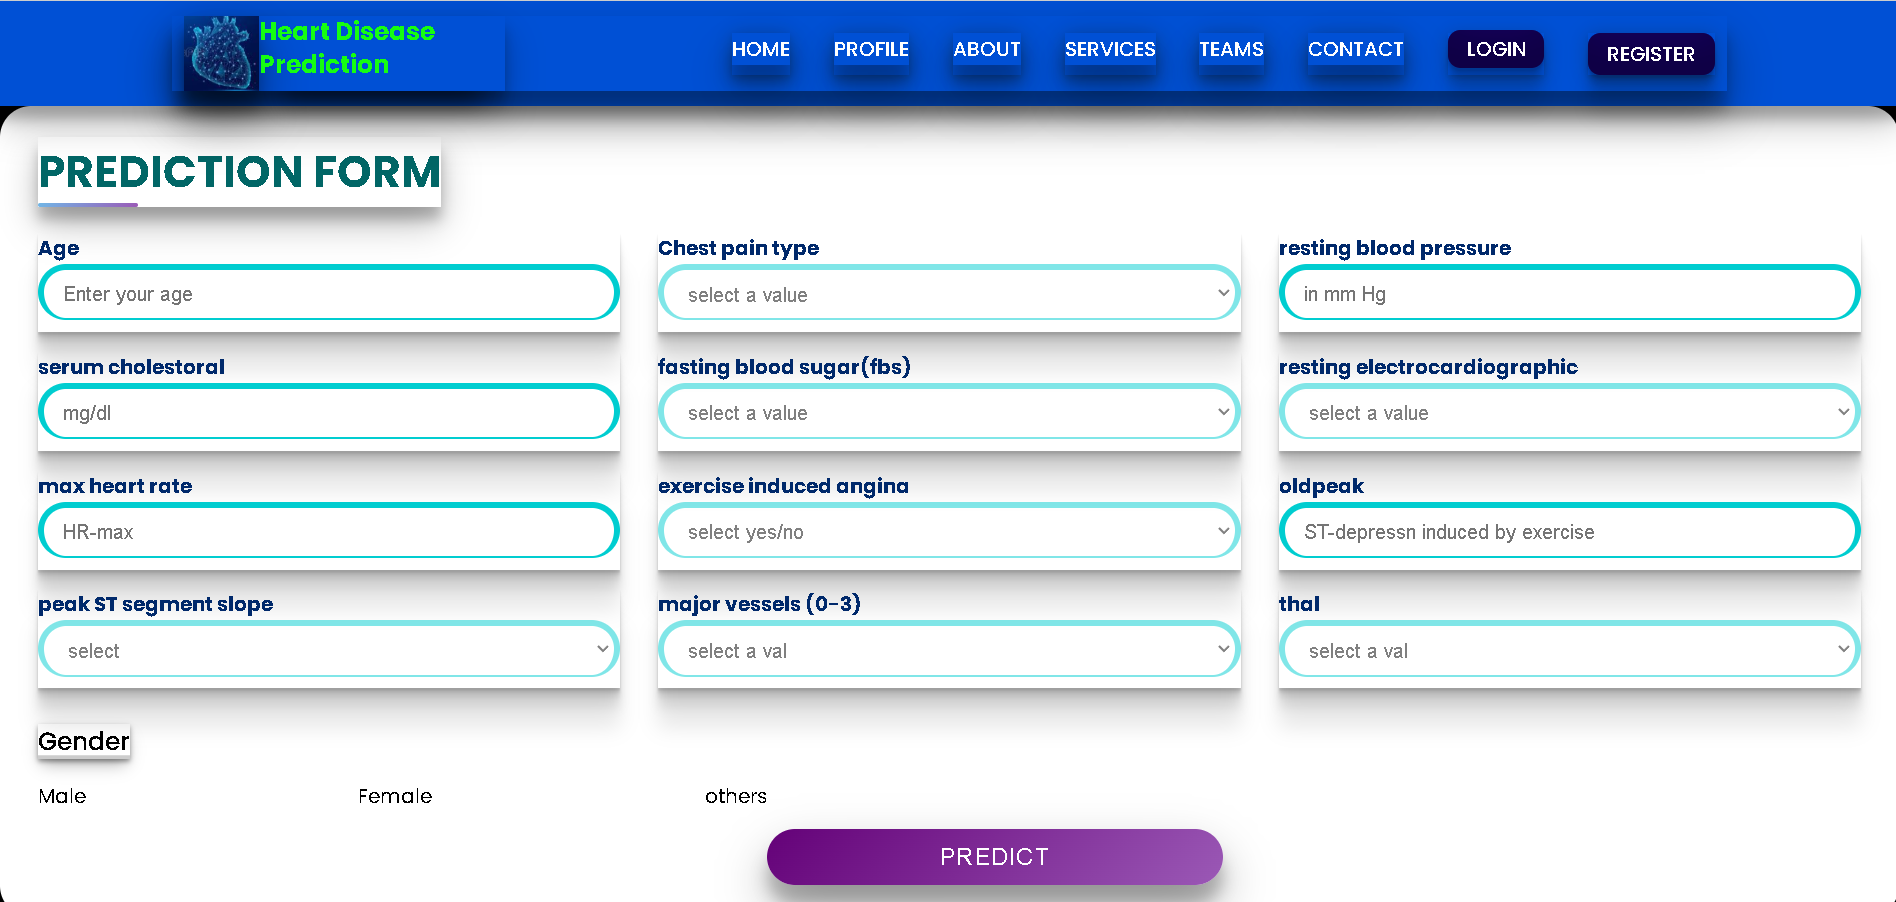 Heart Disease
Prediction
HOME PROFILE ABOUT SERVICES TEAMS CONTACT LOGIN REGISTER
PREDICTION FORM
Age Chest pain type resting blood pressure
Enter your age select a value in mm Hg
serum cholestoral fasting blood sugar(fbs) resting electrocardiographic
mg/dl select a value select a value
max heart rate exercise induced angina oldpeak
HR-max select yes/no ST-depressn induced by exercise
peak ST segment slope major vessels (0-3) thal
select select a val select a val
Gender
Male Female others
PREDICT